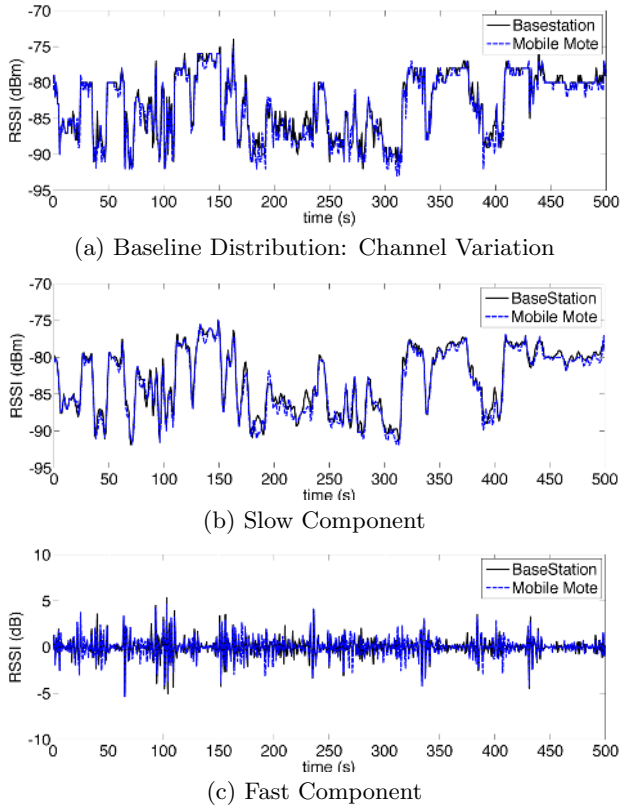 -70
Basestation
Mobile Mote
-75
-80
-85
-90
-95
RSSI (dBm)
0 50 100 150 200 250 300 350 400 450 500
time (s)
(a) Baseline Distribution: Channel Variation
-70
BaseStation
Mobile Mote
-75
-80
-85
-90
-95
RSSI (dBm)
0 50 100 150 200 250 300 350 400 450 500
time (s)
(b) Slow Component
10
BaseStation
Mobile Mote
5
0
-5
-10
RSSI (dB)
0 50 100 150 200 250 300 350 400 450 500
time (s)
(c) Fast Component